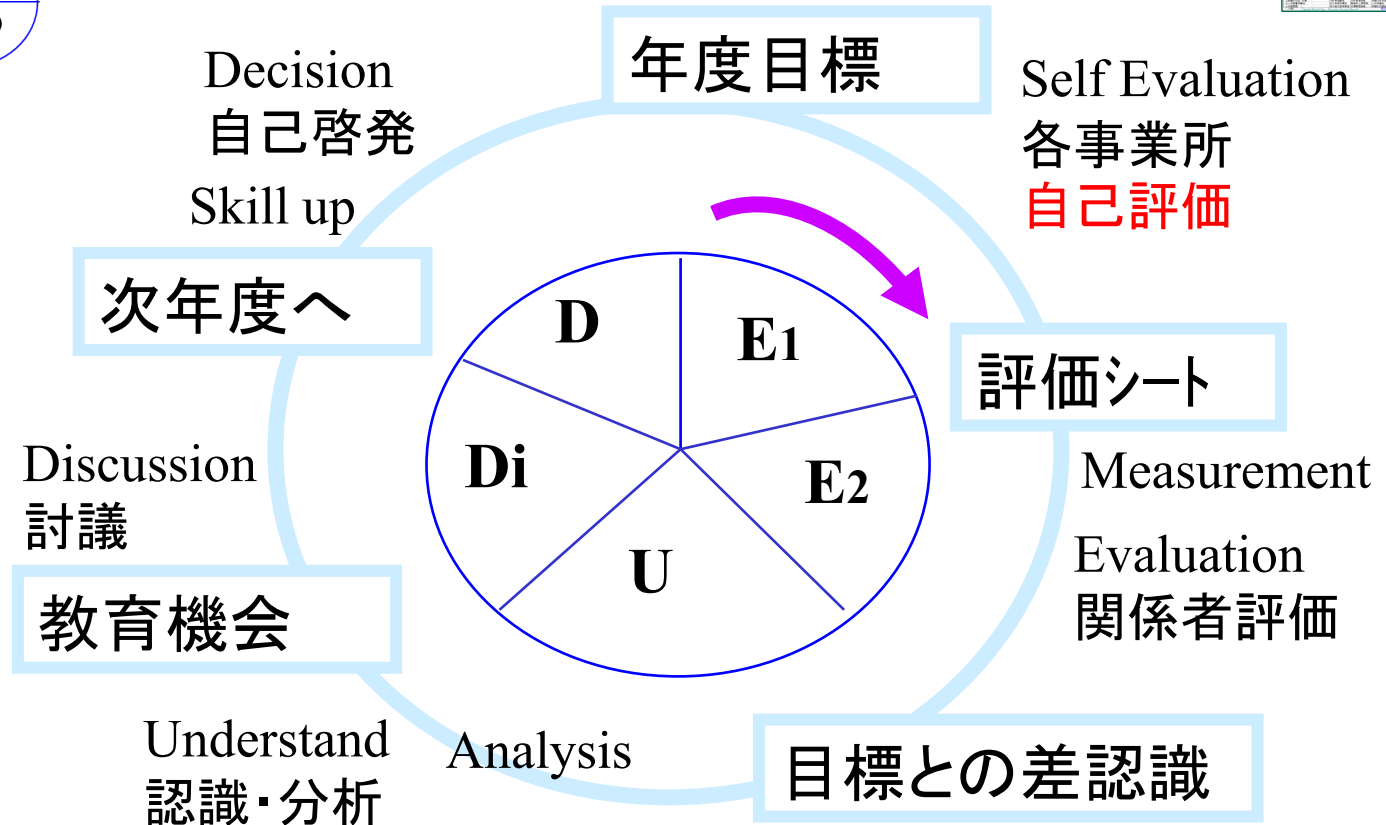 年度目標
Decision
自己啓発
Skill up
Self Evaluation
各事業所
自己評価
次年度へ
D
E1
評価シート
Discussion
討議
Di
E2
U
Measurement
Evaluation
関係者評価
教育機会
Understand
認識・分析
Analysis
目標との差認識